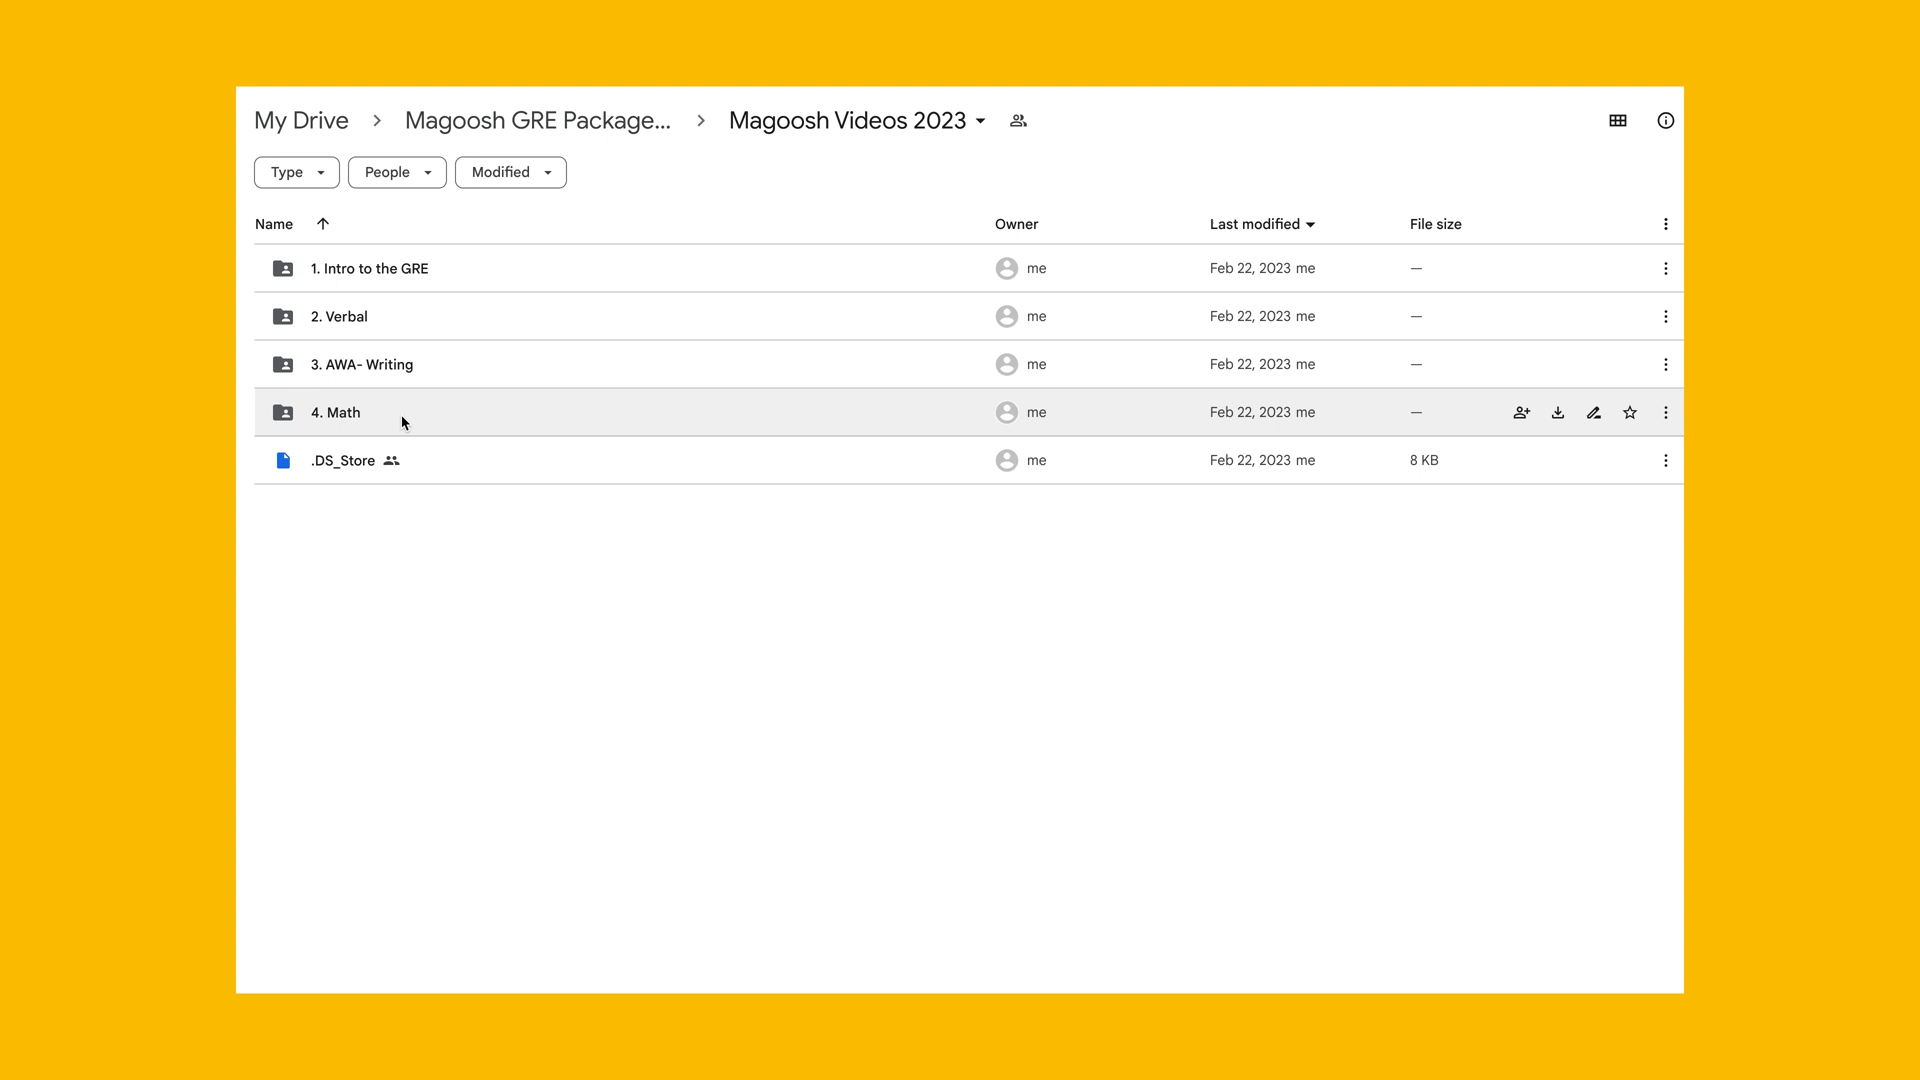 My Drive > Magoosh GRE Package... > Magoosh Videos 2023
Type People Modified
Name Owner Last modified File size
1. Intro to the GRE me Feb 22, 2023 me —
2. Verbal me Feb 22, 2023 me —
3. AWA- Writing me Feb 22, 2023 me —
4. Math me Feb 22, 2023 me —
.DS_Store me Feb 22, 2023 me 8 KB